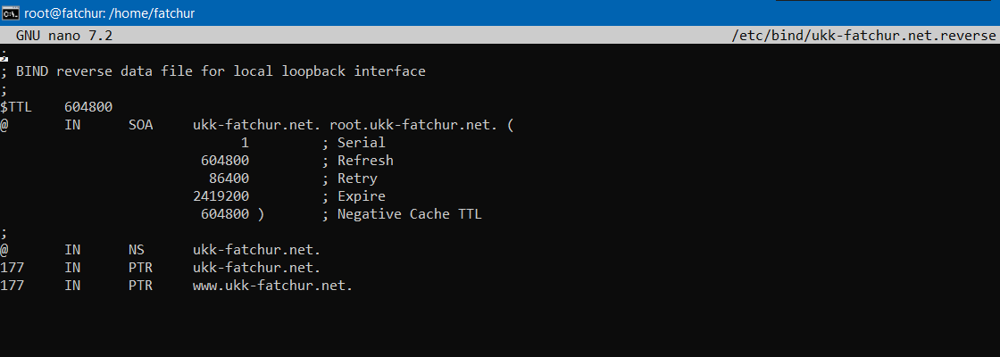 root@fatchur: /home/fatchur
GNU nano 7.2 /etc/bind/ukk-fatchur.net.reverse
;
; BIND reverse data file for local loopback interface
;
$TTL 604800
@ IN SOA ukk-fatchur.net. root.ukk-fatchur.net. (
1 ; Serial
604800 ; Refresh
86400 ; Retry
2419200 ; Expire
604800 ) ; Negative Cache TTL
;
@ IN NS ukk-fatchur.net.
177 IN PTR ukk-fatchur.net.
177 IN PTR www.ukk-fatchur.net.